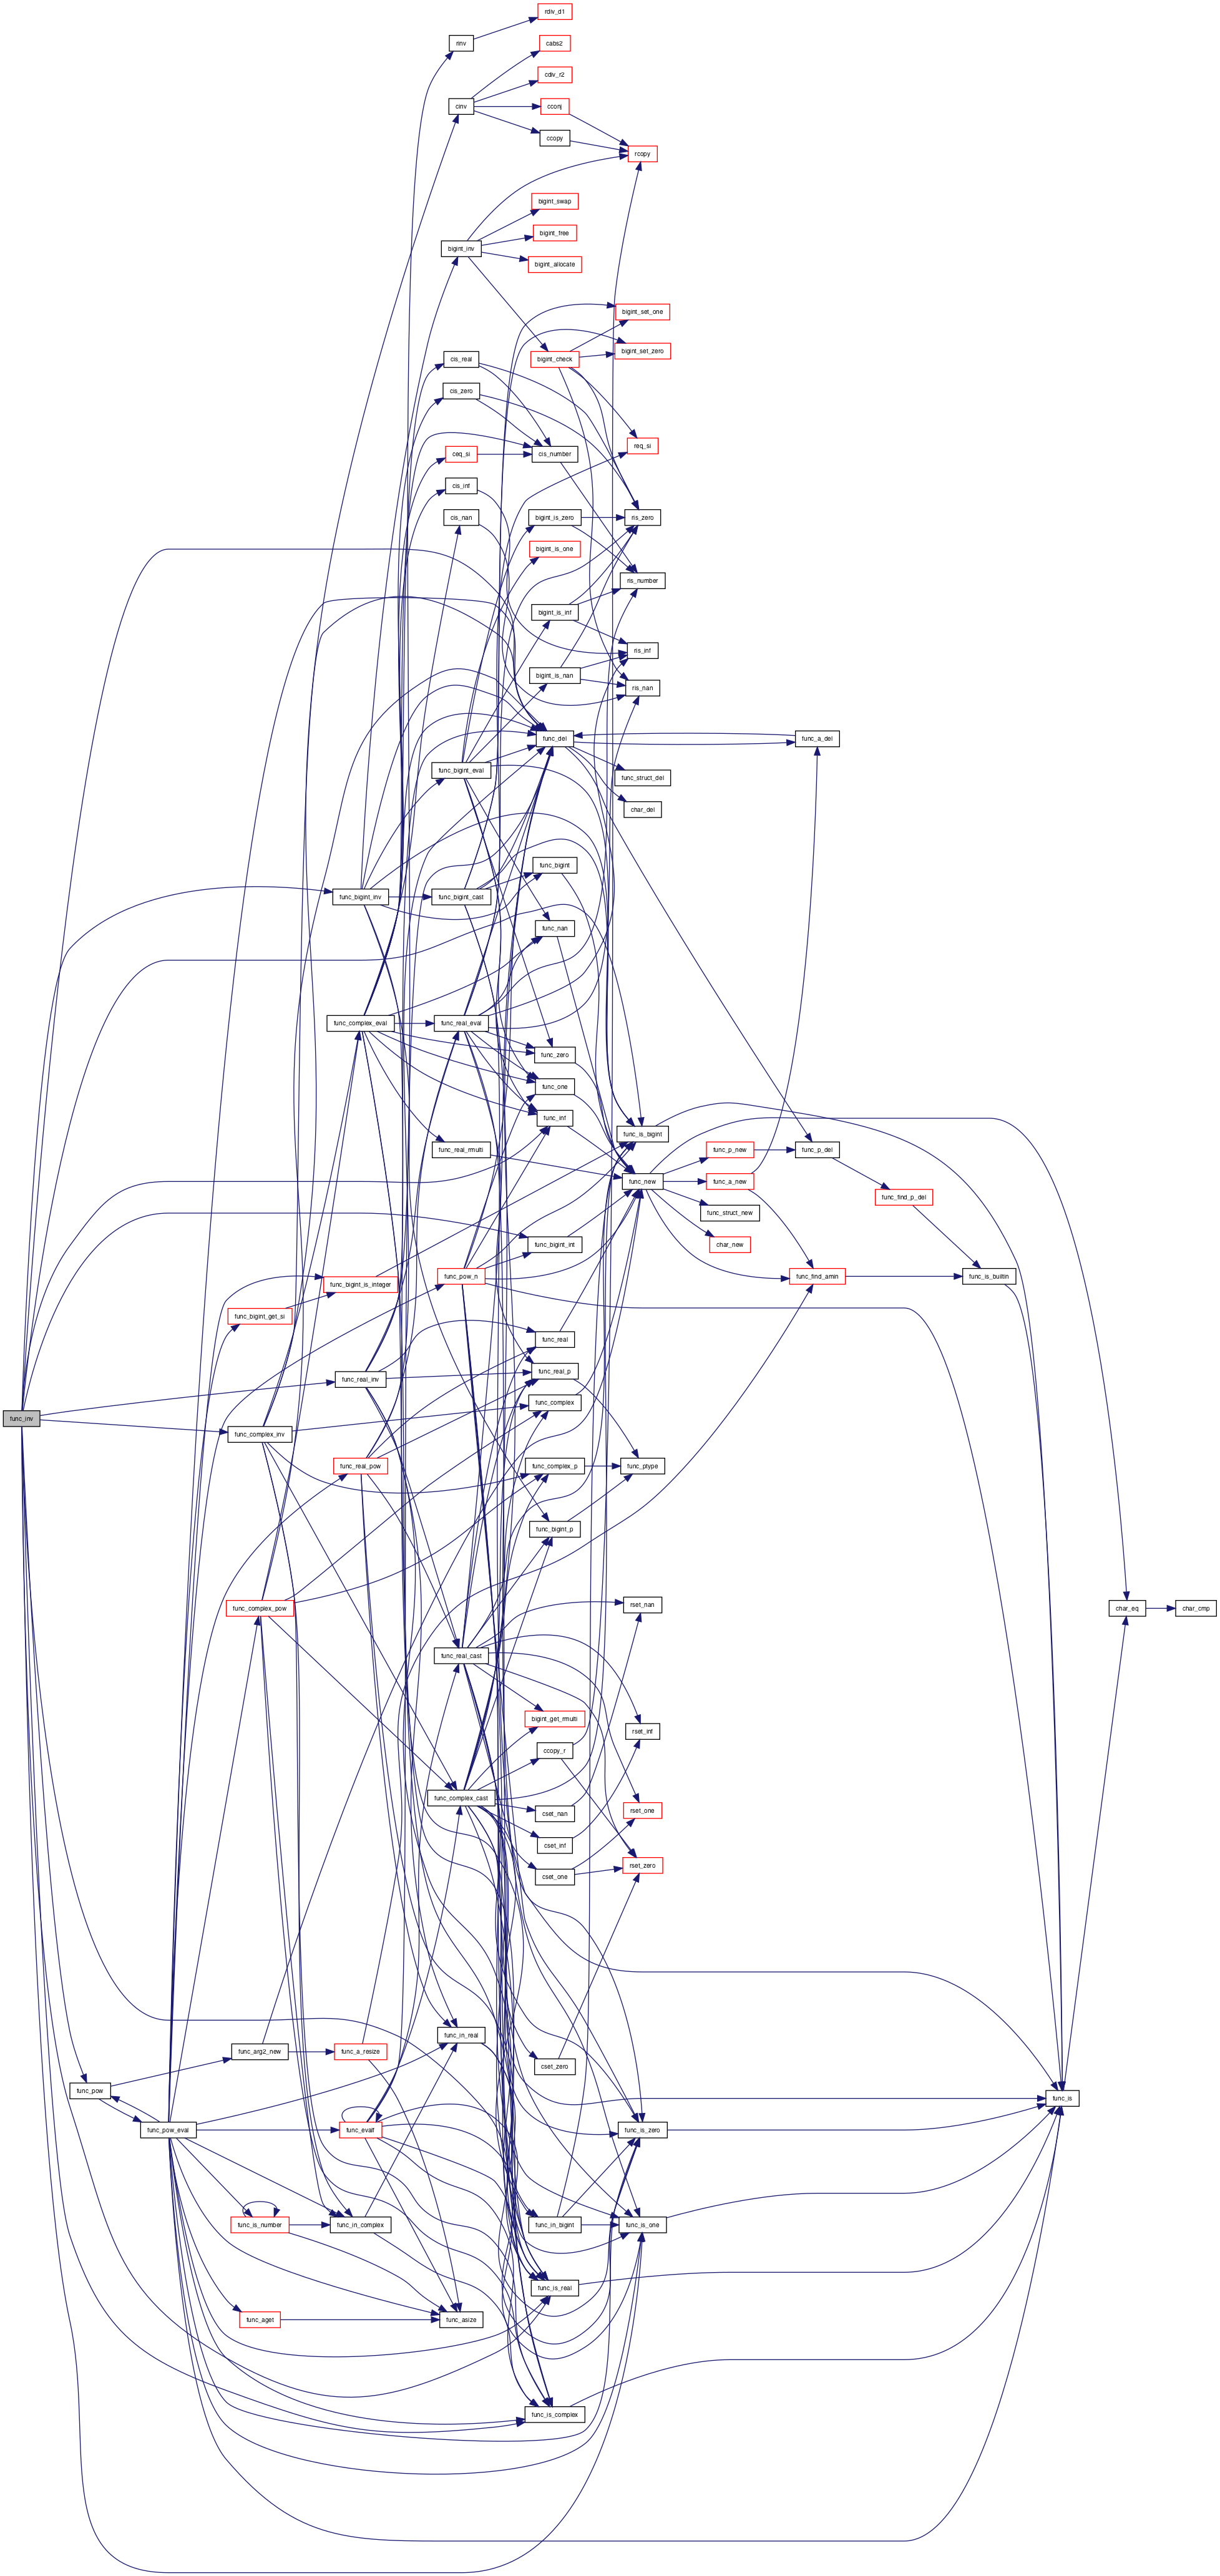 rdiv_d1
rinv
cabs2
cdiv_r2
cinv
cconj
ccopy
rcopy
bigint_swap
bigint_free
bigint_inv
bigint_allocate
bigint_set_one
bigint_set_zero
cis_real
bigint_check
cis_zero
req_si
ceq_si
cis_number
cis_inf
cis_nan
bigint_is_zero
ris_zero
bigint_is_one
ris_number
bigint_is_inf
ris_inf
bigint_is_nan
ris_nan
func_del
func_a_del
func_bigint_eval
func_struct_del
char_del
func_bigint
func_bigint_inv
func_bigint_cast
func_nan
func_complex_eval
func_real_eval
func_zero
func_one
func_inf
func_is_bigint
func_real_rmulti
func_p_new
func_p_del
func_new
func_a_new
func_find_p_del
func_struct_new
func_bigint_int
char_new
func_pow_n
func_find_amin
func_is_builtin
func_bigint_is_integer
func_bigint_get_si
func_real
func_real_inv
func_real_p
func_complex
func_inv
func_complex_inv
func_real_pow
func_complex_p
func_ptype
func_bigint_p
func_complex_pow
rset_nan
char_eq
char_cmp
func_real_cast
bigint_get_rmulti
rset_inf
ccopy_r
func_complex_cast
cset_nan
rset_one
cset_inf
rset_zero
cset_one
func_in_real
func_arg2_new
func_a_resize
cset_zero
func_pow
func_is
func_pow_eval
func_evalf
func_is_zero
func_is_number
func_in_complex
func_in_bigint
func_is_one
func_is_real
func_aget
func_asize
func_is_complex